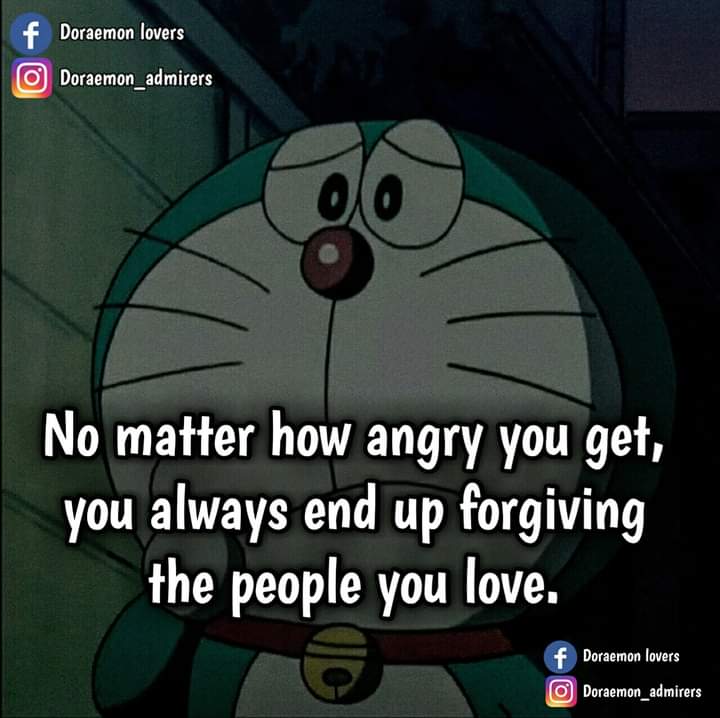 Doraemon lovers
Doraemon_admirers
No matter how angry you get,
you always end up forgiving
the people you love.
Doraemon lovers
Doraemon_admirers